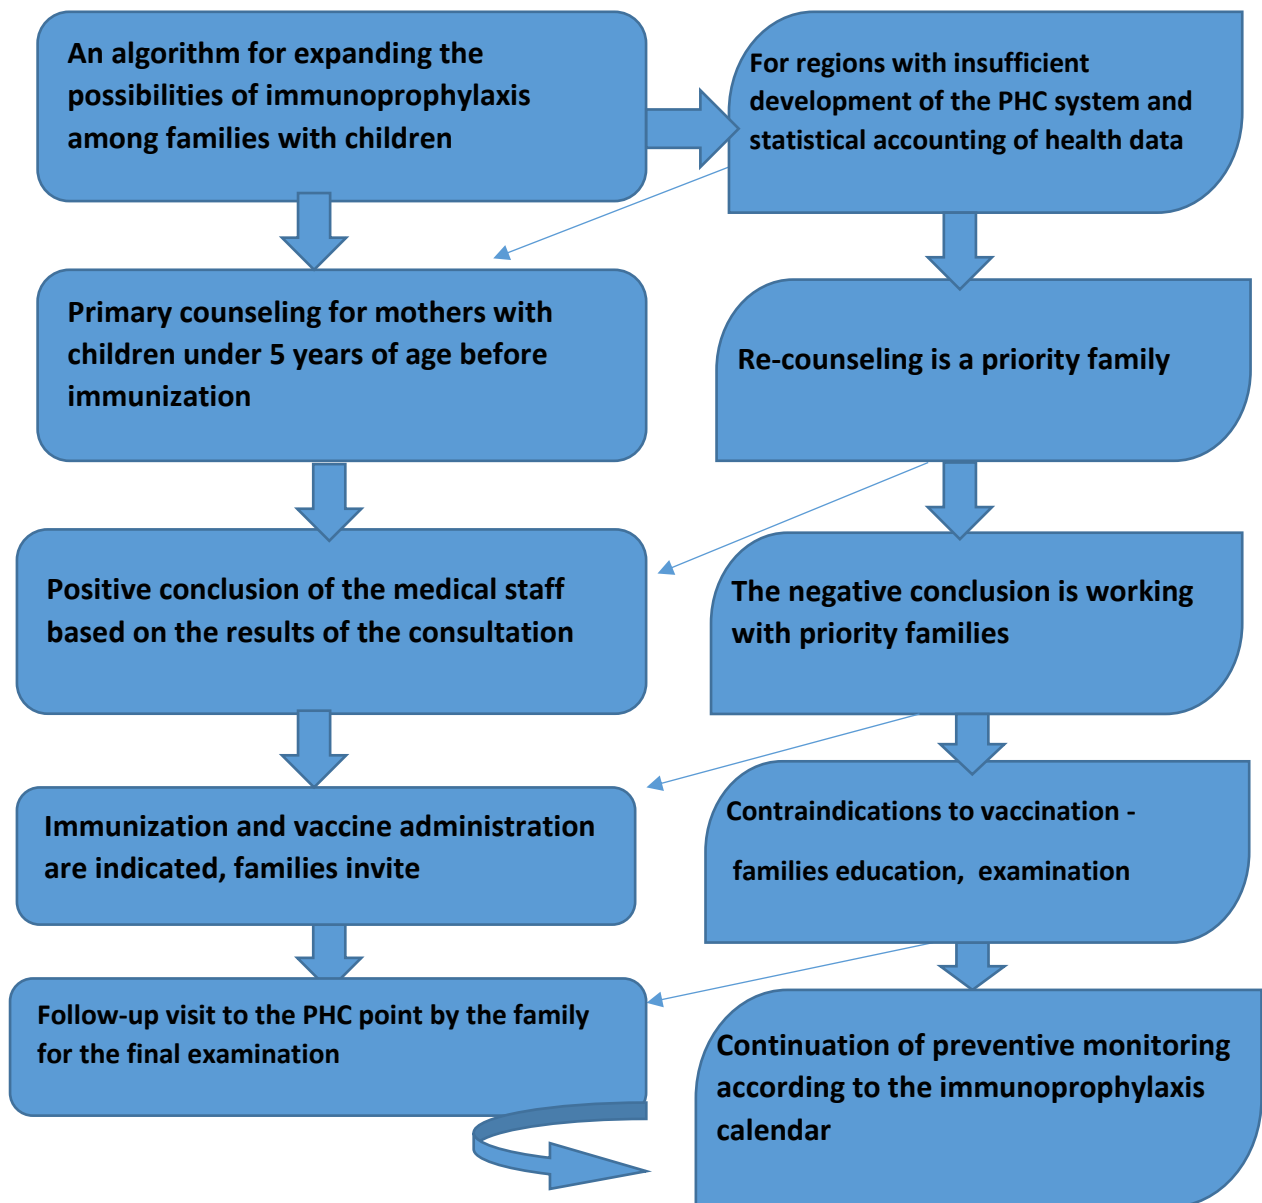 An algorithm for expanding the
possibilities of immunoprophylaxis
among families with children
For regions with insufficient
development of the PHC system and
statistical accounting of health data
Primary counseling for mothers with
children under 5 years of age before
immunization
Re-counseling is a priority family
Positive conclusion of the medical staff
based on the results of the consultation
The negative conclusion is working
with priority families
Immunization and vaccine administration
are indicated, families invite
Contraindications to vaccination -
families education, examination
Follow-up visit to the PHC point by the family
for the final examination
Continuation of preventive monitoring
according to the immunoprophylaxis
calendar